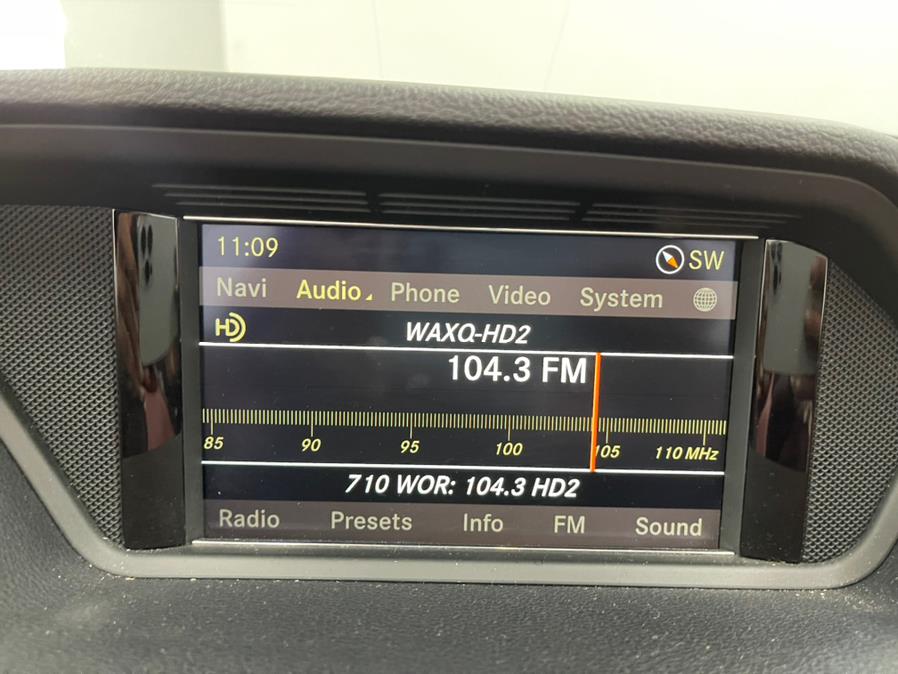 11:09 SW
Navi Audio Phone Video System
HD WAXQ-HD2
104.3 FM
85 90 95 100 105 110 MHz
710 WOR: 104.3 HD2
Radio Presets Info FM Sound